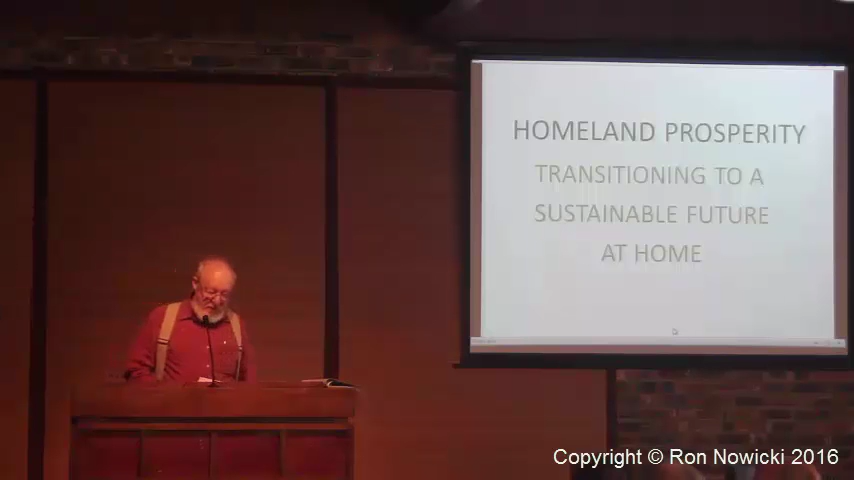 HOMELAND PROSPERITY
TRANSITIONING TO A
SUSTAINABLE FUTURE
AT HOME
Copyright © Ron Nowicki 2016